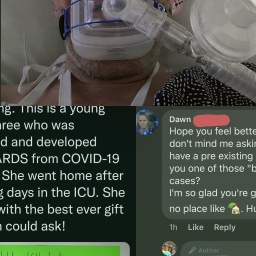 ng. This is a young
ree who was
d and developed
ARDS from COVID-19
. She went home after
g days in the ICU. She
with the best ever gift
n could ask!
Dawn
Hope you feel bette
don't mind me askin
have a pre existing
you one of those "b
cases?
I'm so glad you're g
no place like 🏡. Hu
1h Like Reply
Author